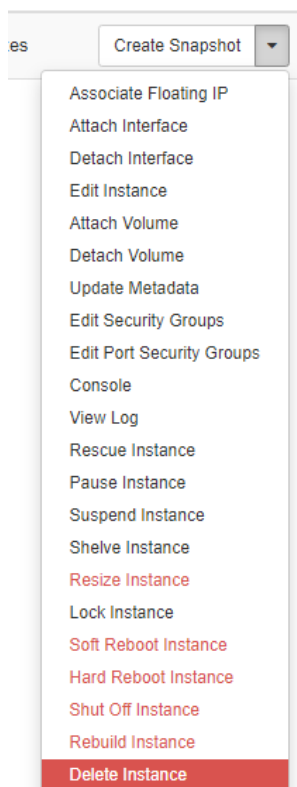 Create Snapshot
Associate Floating IP
Attach Interface
Detach Interface
Edit Instance
Attach Volume
Detach Volume
Update Metadata
Edit Security Groups
Edit Port Security Groups
Console
View Log
Rescue Instance
Pause Instance
Suspend Instance
Shelve Instance
Resize Instance
Lock Instance
Soft Reboot Instance
Hard Reboot Instance
Shut Off Instance
Rebuild Instance
Delete Instance